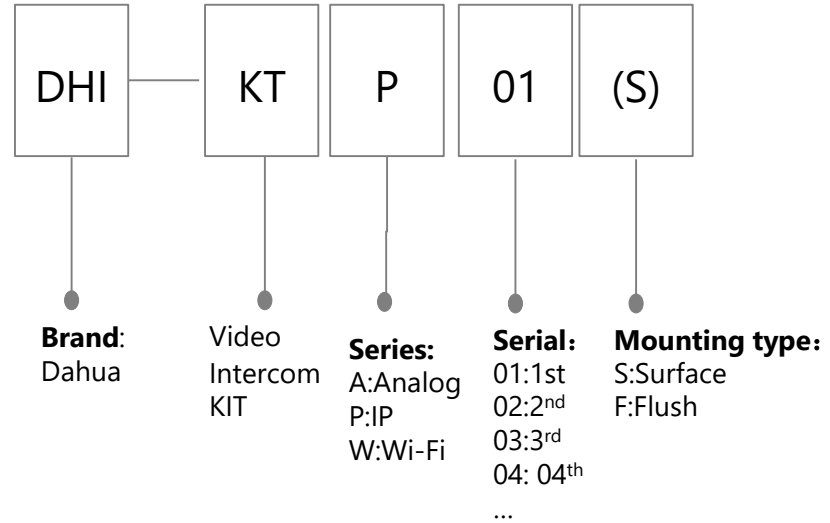 DHI KT P 01 (S)
Brand:
Dahua
Video
Intercom
KIT
Series:
A:Analog
P:IP
W:Wi-Fi
Serial：
01:1st
02:2nd
03:3rd
04: 04th
...
Mounting type：
S:Surface
F:Flush